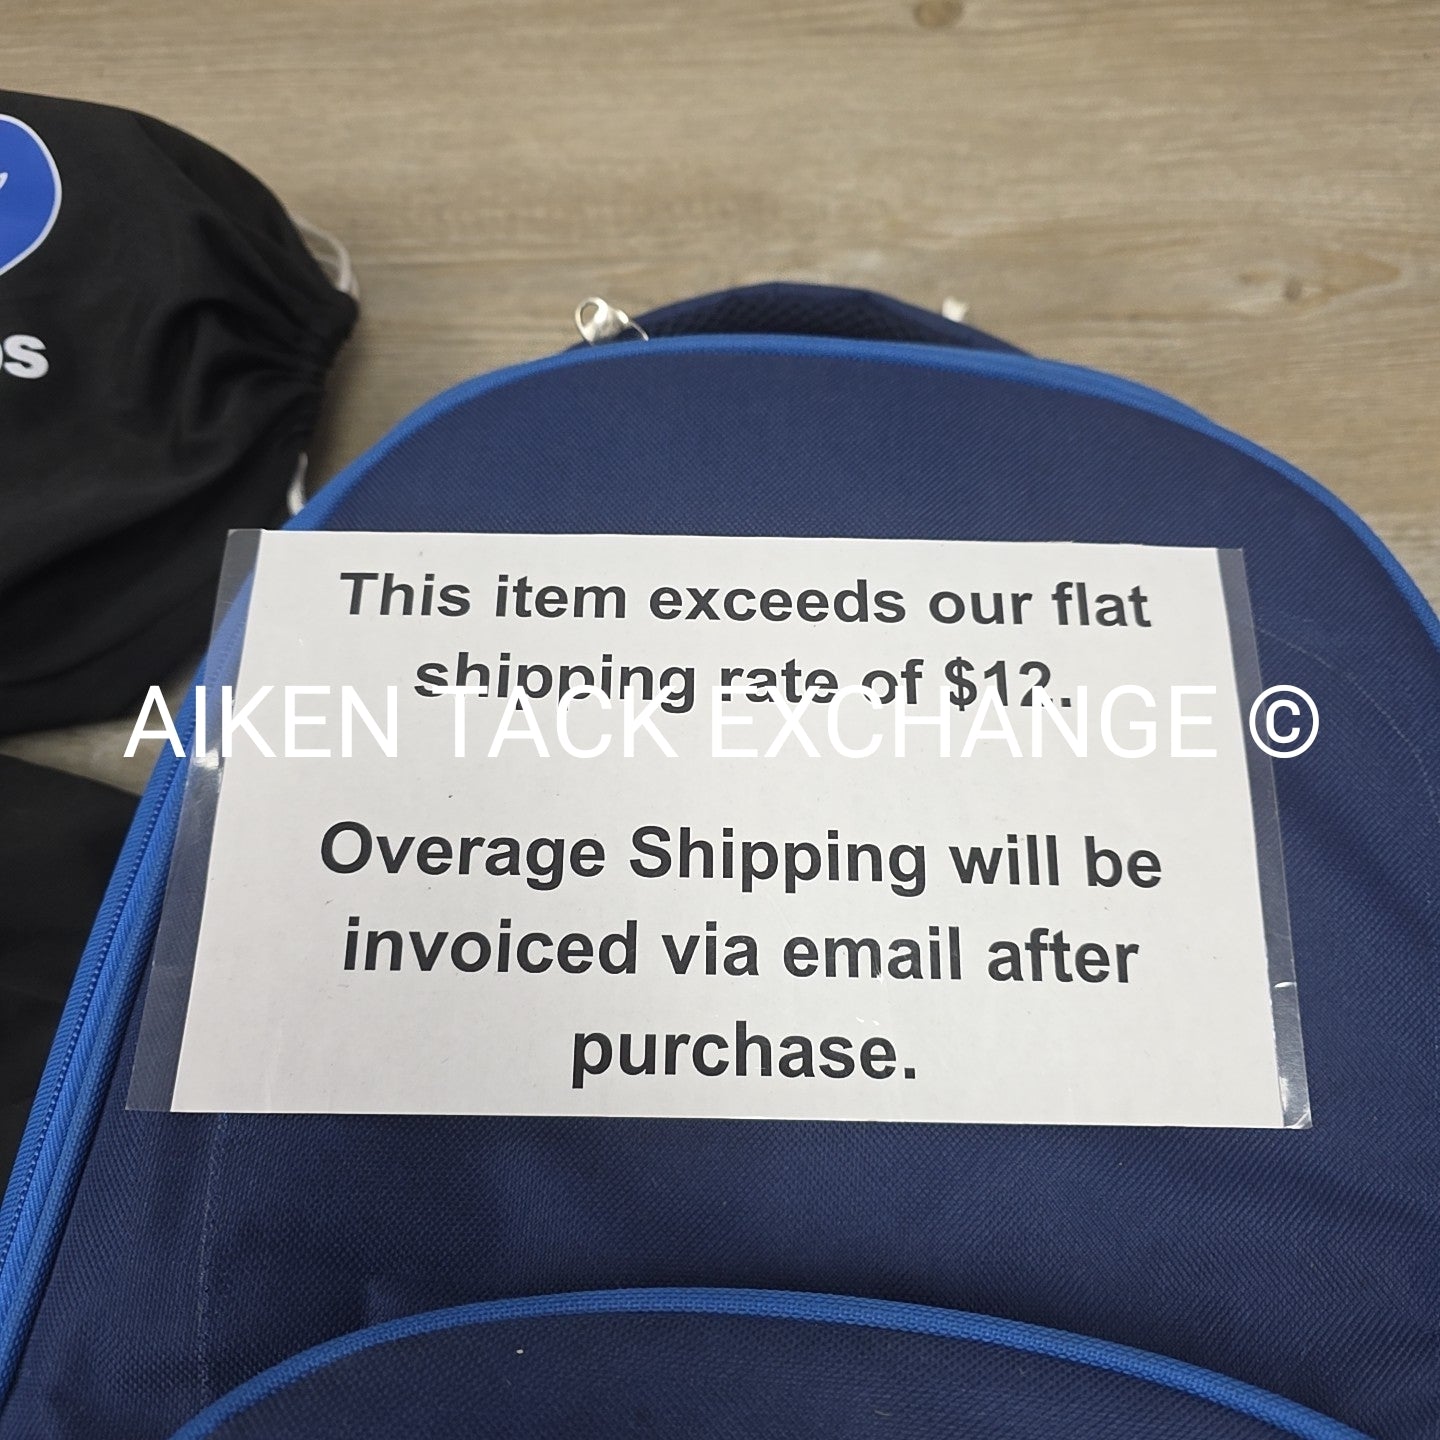 This item exceeds our flat
shipping rate of $12.
AIKEN TACK EXCHANGE ©
Overage Shipping will be
invoiced via email after
purchase.